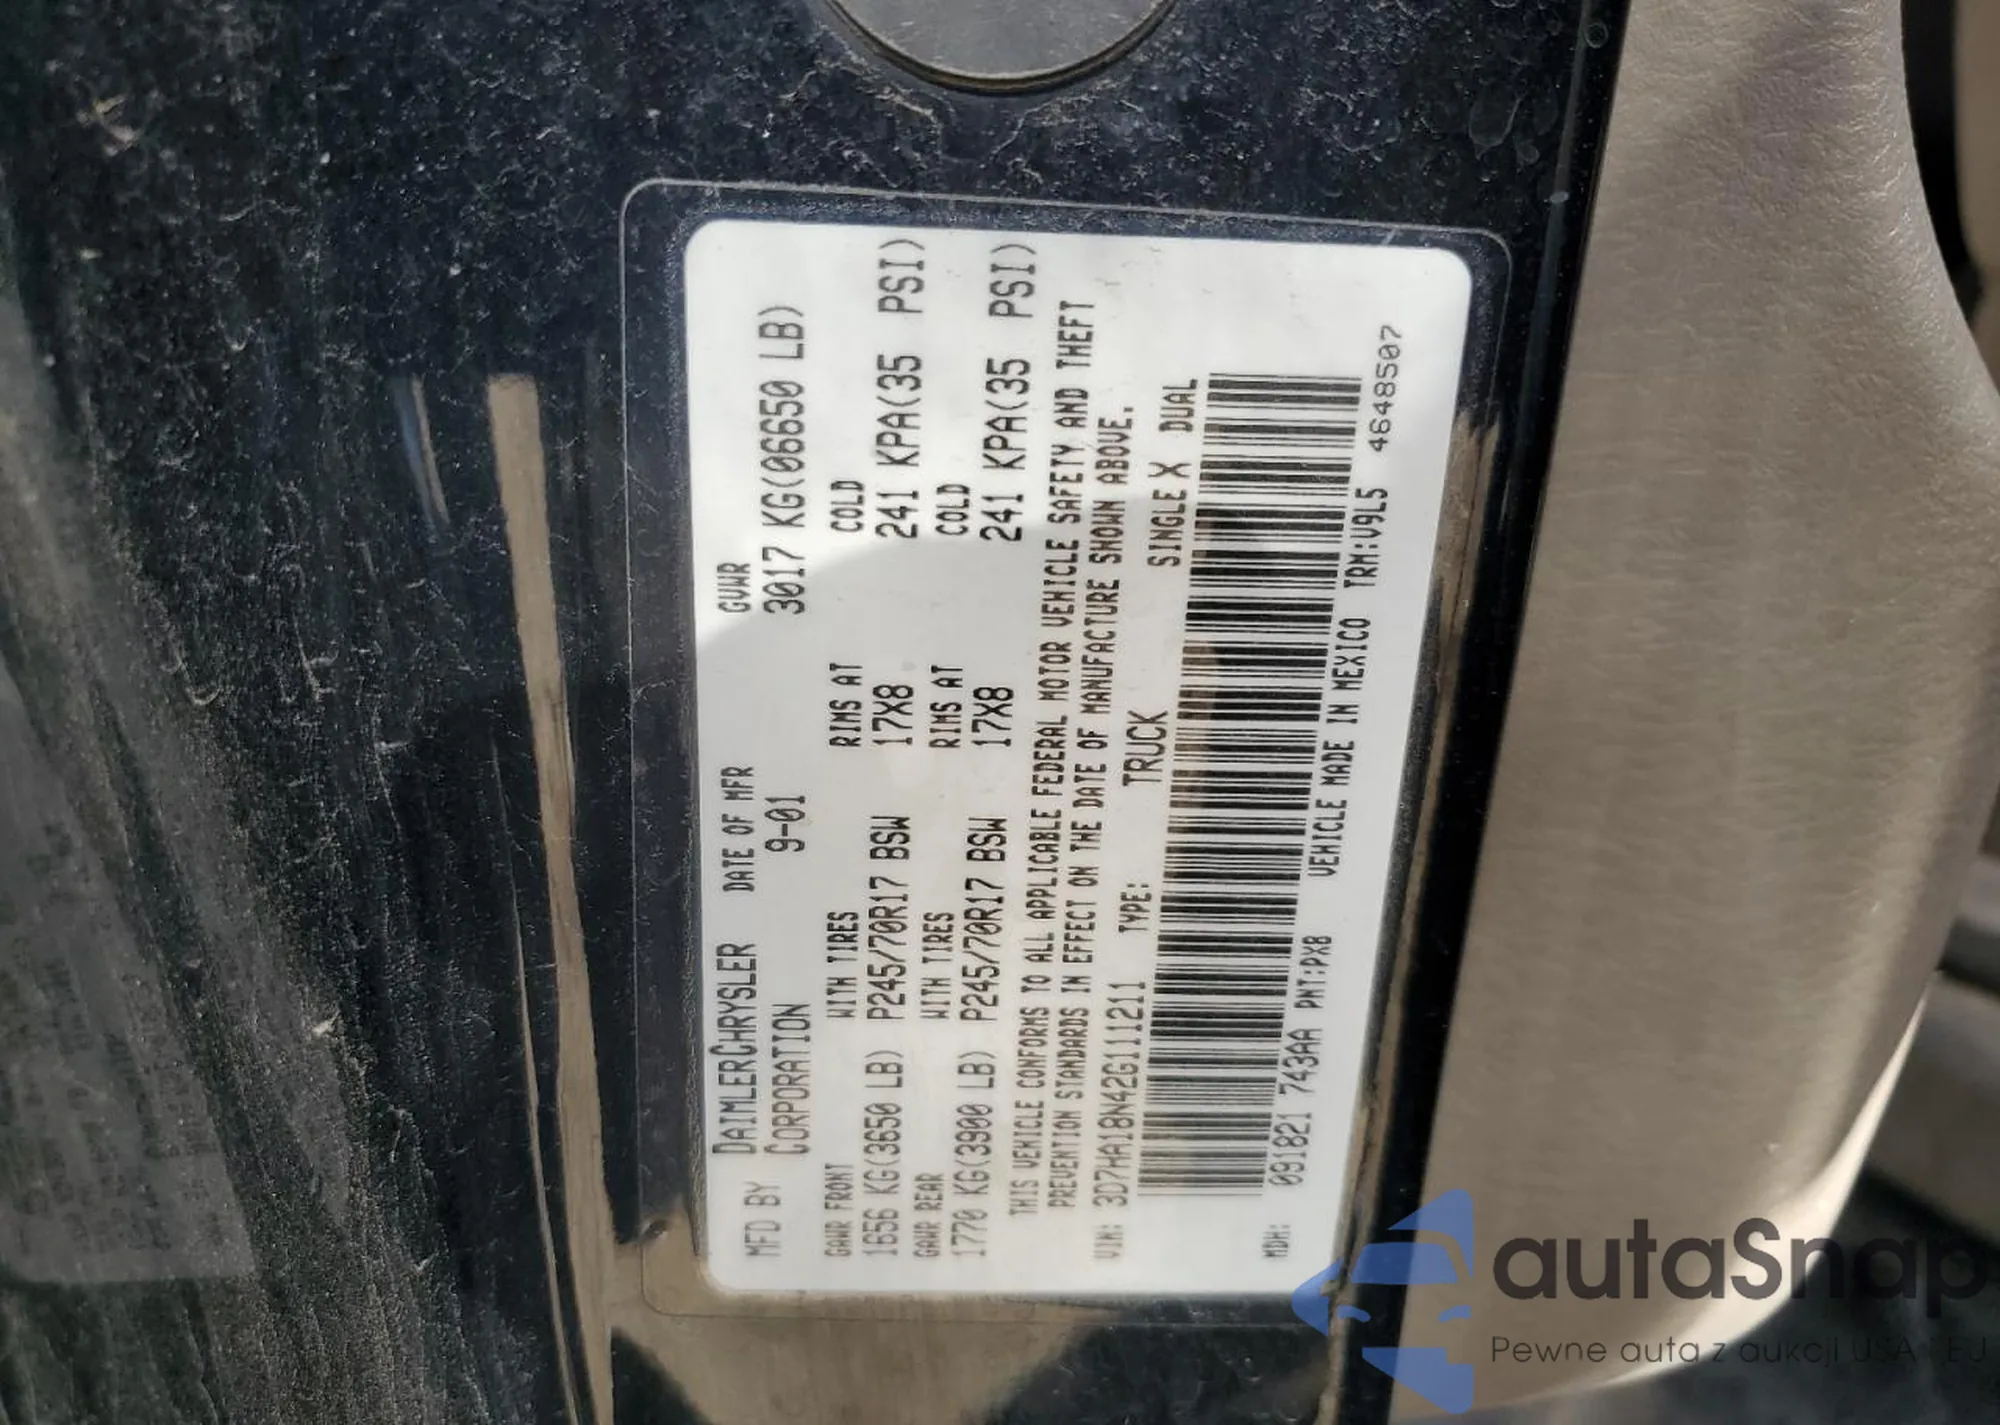 MFD BY DAIMLERCHRYSLER CORPORATION DATE OF MFR 9-01 GVWR 3017 KG(06650 LB)
GAWR FRONT WITH TIRES RIMS AT COLD
1656 KG(3650 LB) P245/70R17 BSW 17X8 241 KPA(35 PSI)
GAWR REAR WITH TIRES RIMS AT COLD
1770 KG(3900 LB) P245/70R17 BSW 17X8 241 KPA(35 PSI)
THIS VEHICLE CONFORMS TO ALL APPLICABLE FEDERAL MOTOR VEHICLE SAFETY AND THEFT
PREVENTION STANDARDS IN EFFECT ON THE DATE OF MANUFACTURE SHOWN ABOVE.
VIN: 3D7HA18N42G111211 TYPE: TRUCK SINGLE X DUAL
MDH: 091821 743AA PNT:PX8 VEHICLE MADE IN MEXICO TRM:V9L5 4648507
autaSnap
Pewne auta z aukcji USA i EU